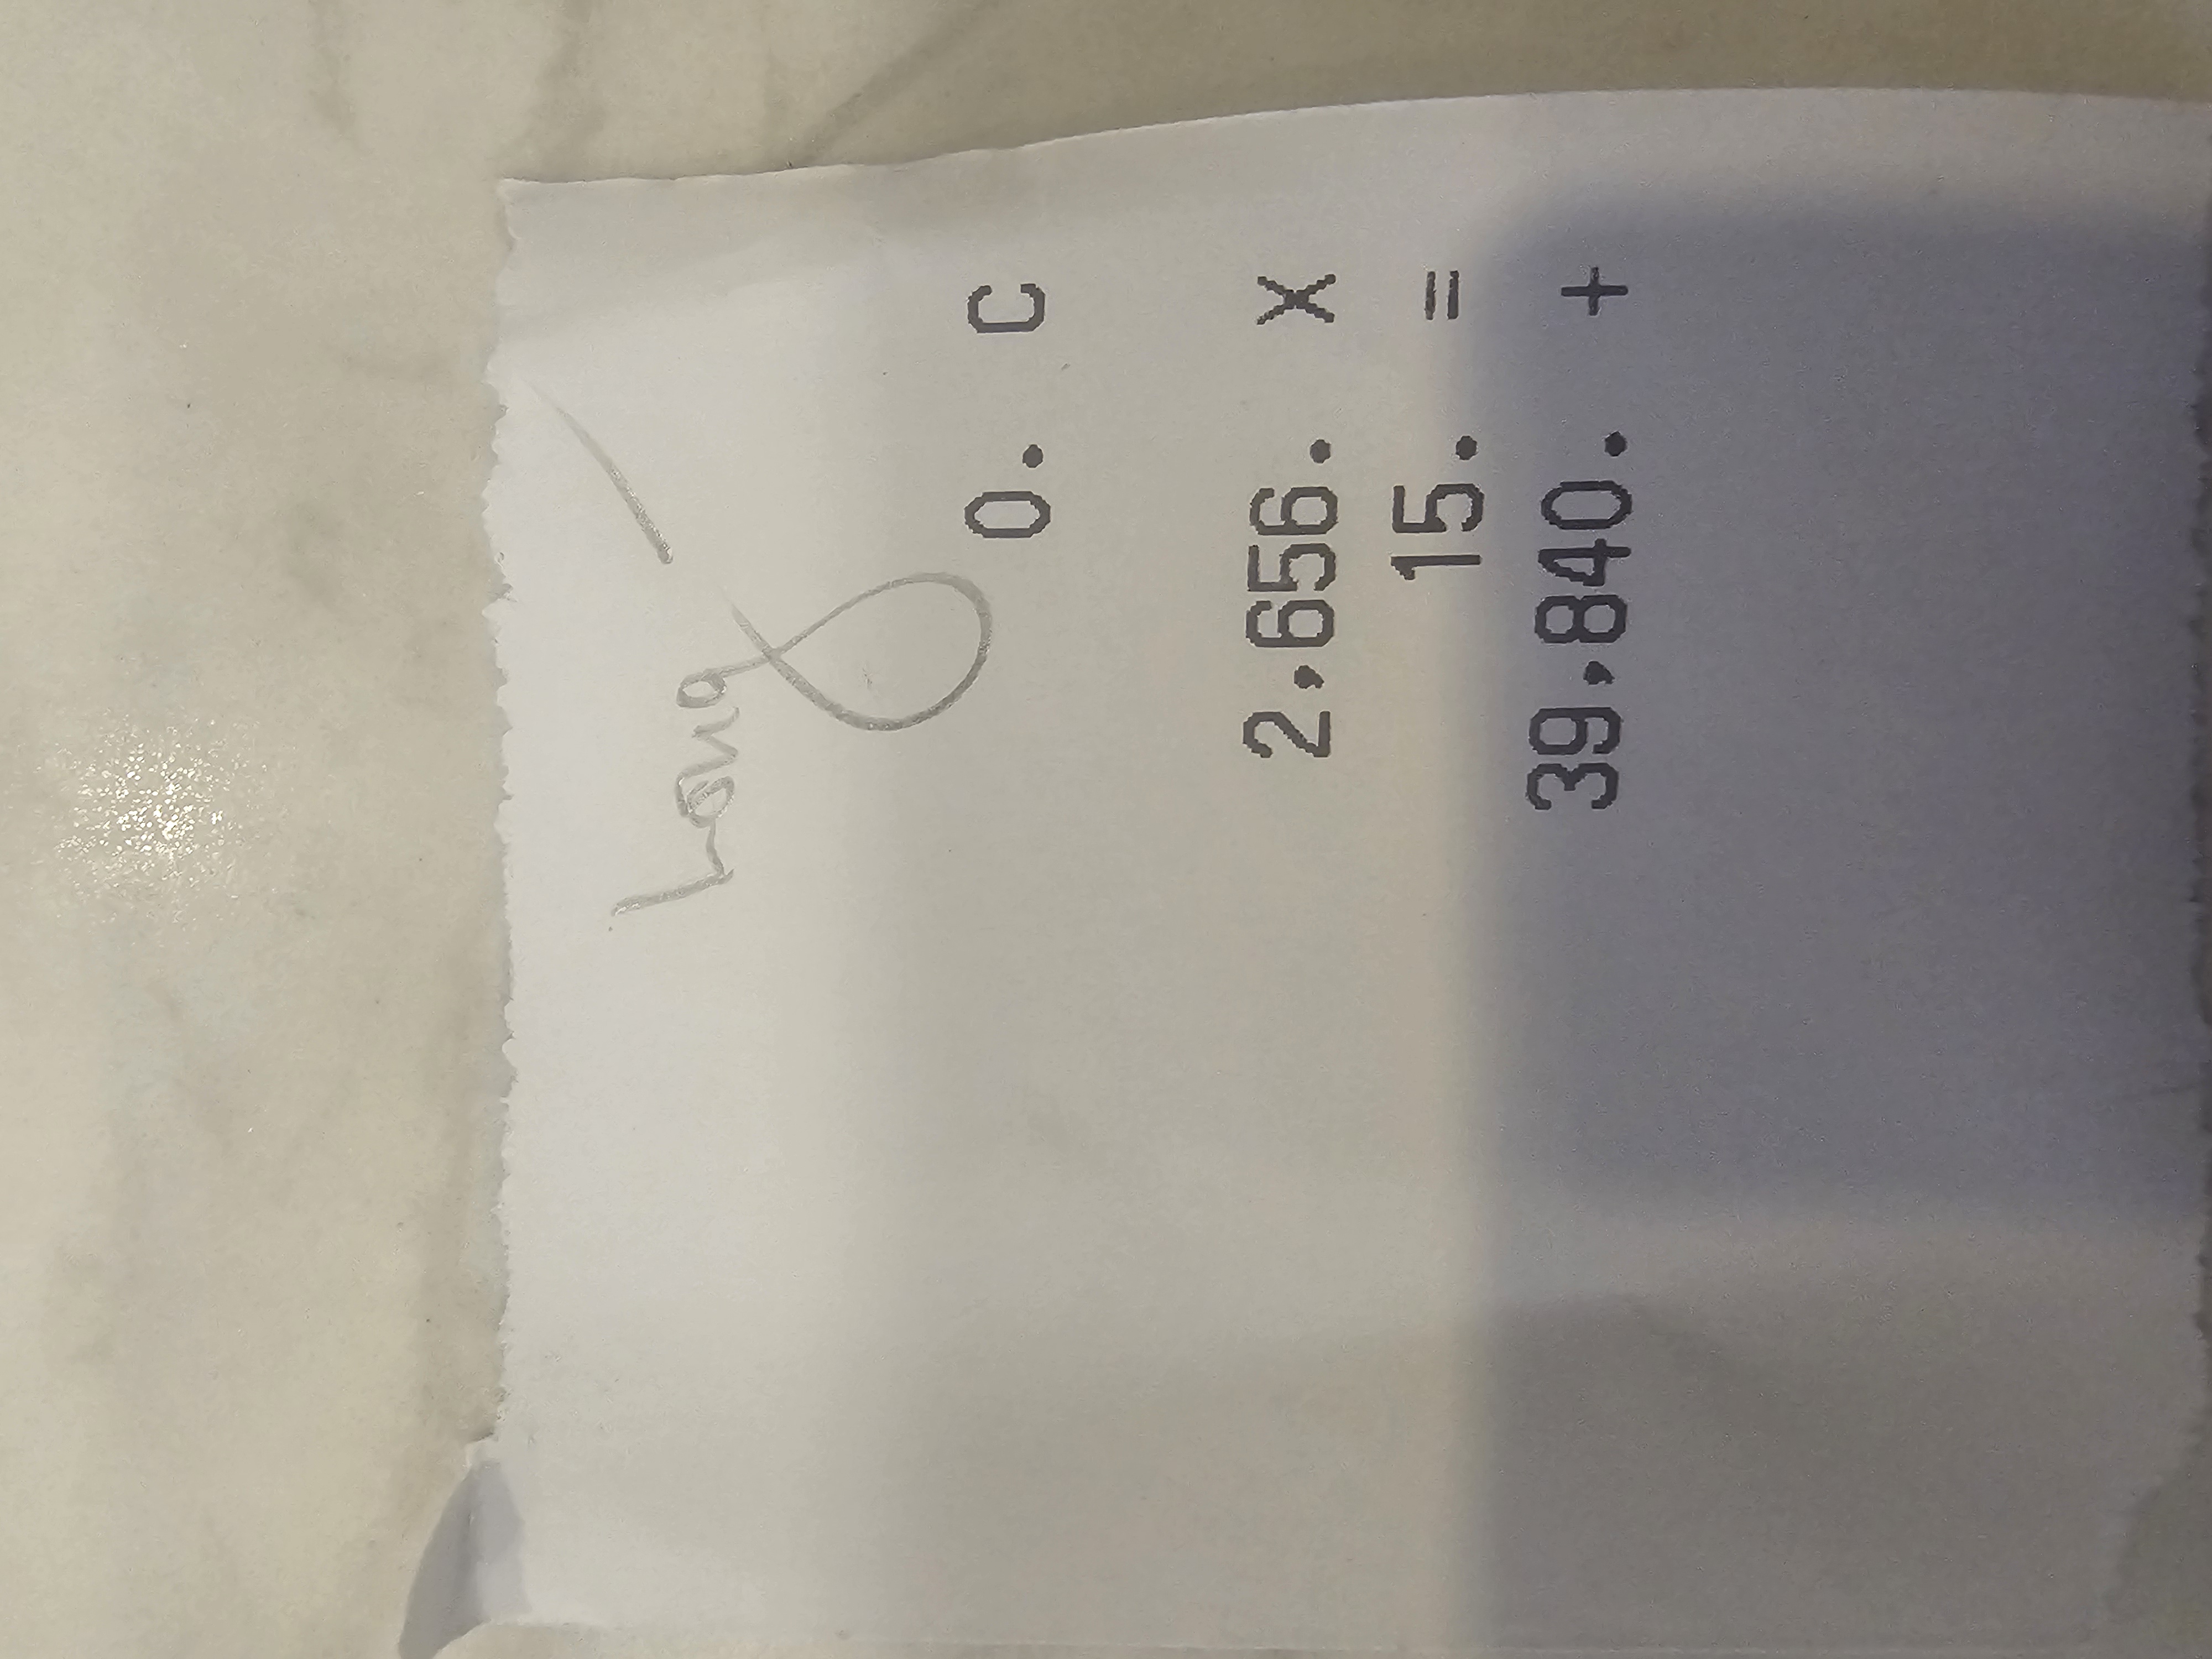 Long
0. C
2,656. X
15. =
39,840. +